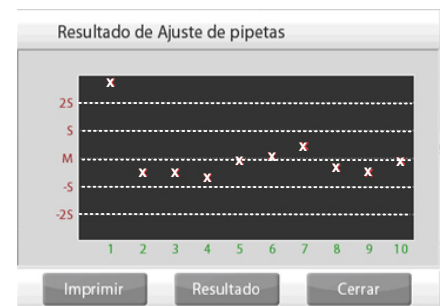 Resultado de Ajuste de pipetas
2S
S
M
-S
-2S
1 2 3 4 5 6 7 8 9 10
Imprimir Resultado Cerrar